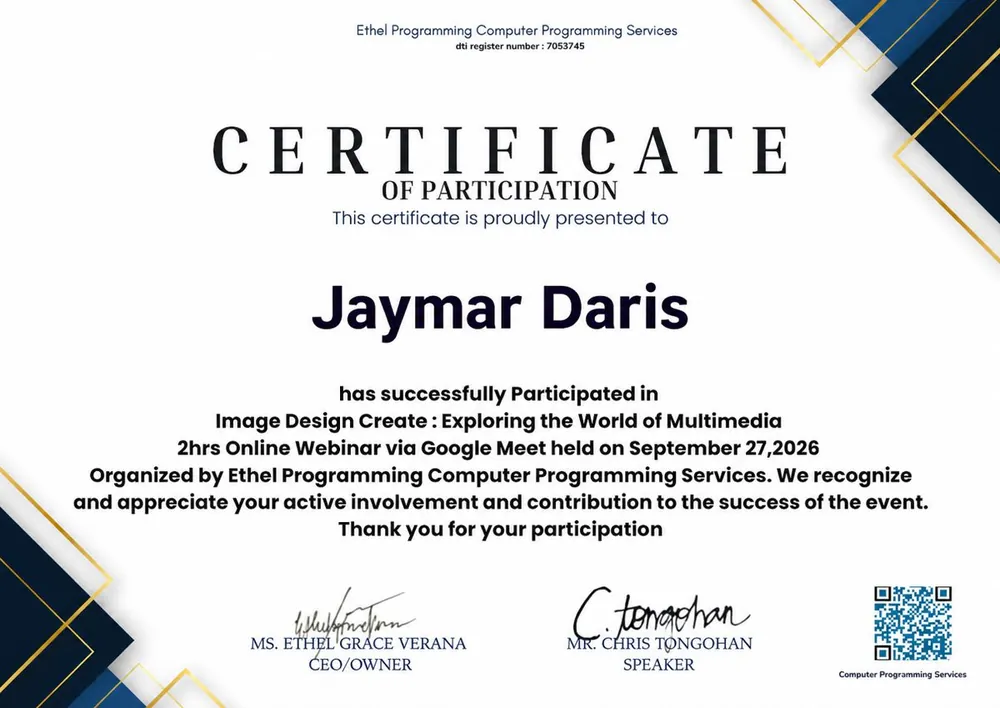 Ethel Programming Computer Programming Services
dti register number : 7053745
CERTIFICATE
OF PARTICIPATION
This certificate is proudly presented to
Jaymar Daris
has successfully Participated in
Image Design Create : Exploring the World of Multimedia
2hrs Online Webinar via Google Meet held on September 27,2026
Organized by Ethel Programming Computer Programming Services. We recognize
and appreciate your active involvement and contribution to the success of the event.
Thank you for your participation
C. tongohan
MS. ETHEL GRACE VERANA
CEO/OWNER
MR. CHRIS TONGOHAN
SPEAKER
Computer Programming Services